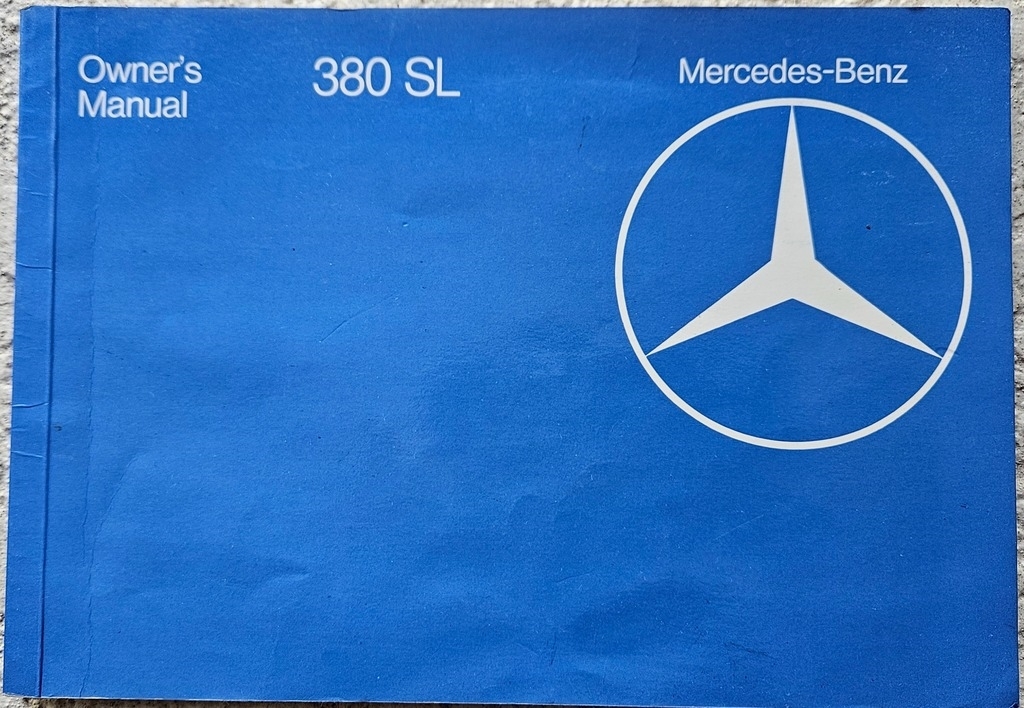 Owner's
Manual
380 SL
Mercedes-Benz